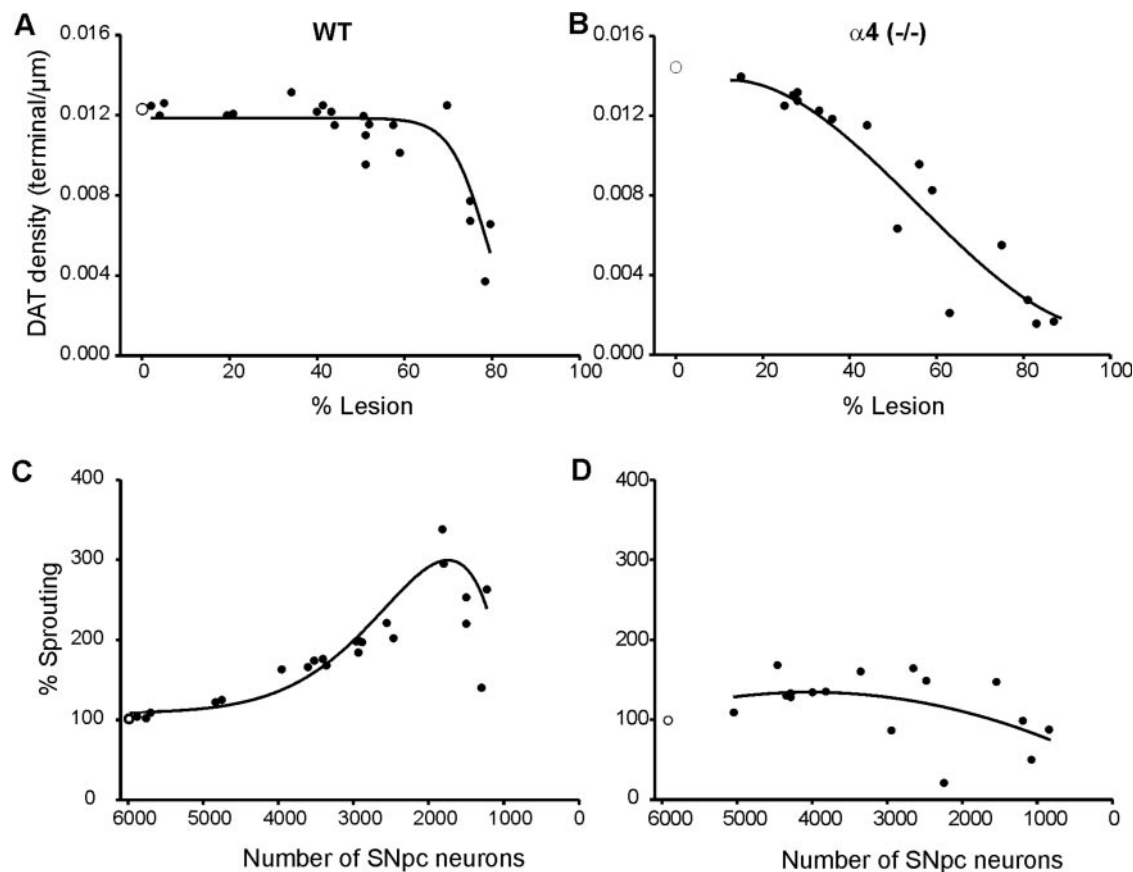 A
WT
B
α4 (-/-)
DAT density (terminal/µm)
0.016
0.012
0.008
0.004
0.000
0 20 40 60 80 100
% Lesion
0.016
0.012
0.008
0.004
0.000
0 20 40 60 80 100
% Lesion
C
% Sprouting
400
300
200
100
0
6000 5000 4000 3000 2000 1000 0
Number of SNpc neurons
D
400
300
200
100
0
6000 5000 4000 3000 2000 1000 0
Number of SNpc neurons